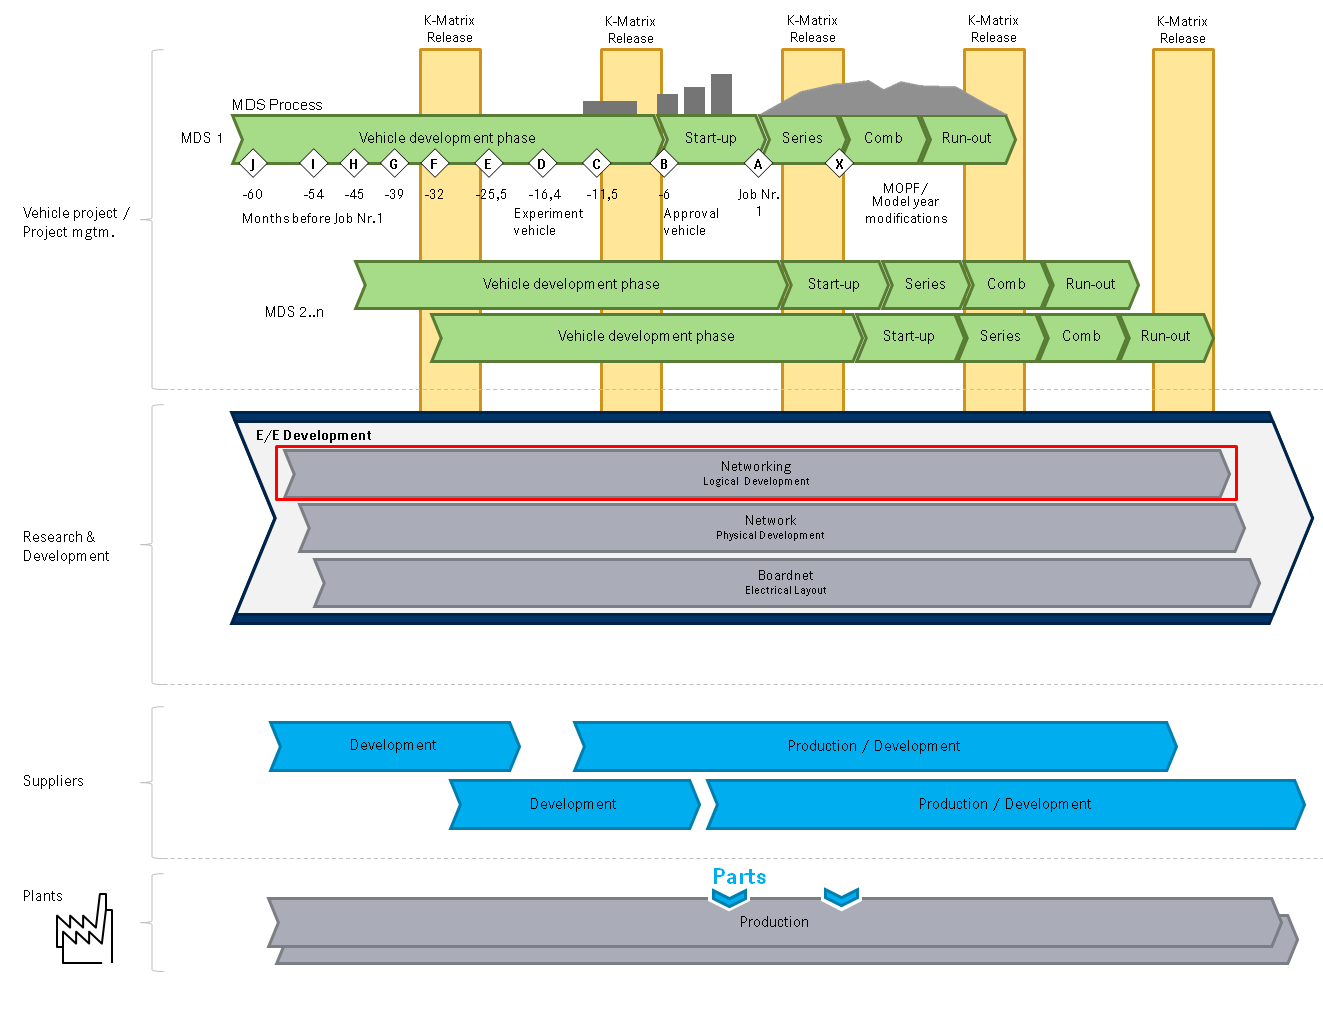 K-Matrix
Release
K-Matrix
Release
K-Matrix
Release
K-Matrix
Release
K-Matrix
Release
MDS Process
MDS 1
Vehicle development phase
Start-up
Series
Comb
Run-out
J
I
H
G
F
E
D
C
B
A
X
-60
-54
-45
-39
-32
-25,5
-16,4
-11,5
-6
Job Nr.
1
Months before Job Nr.1
Experiment
vehicle
Approval
vehicle
MOPF/
Model year
modifications
Vehicle project /
Project mgtm.
Vehicle development phase
Start-up
Series
Comb
Run-out
MDS 2..n
Vehicle development phase
Start-up
Series
Comb
Run-out
E/E Development
Networking
Logical Development
Network
Physical Development
Boardnet
Electrical Layout
Research &
Development
Development
Production / Development
Suppliers
Development
Production / Development
Plants
Parts
Production